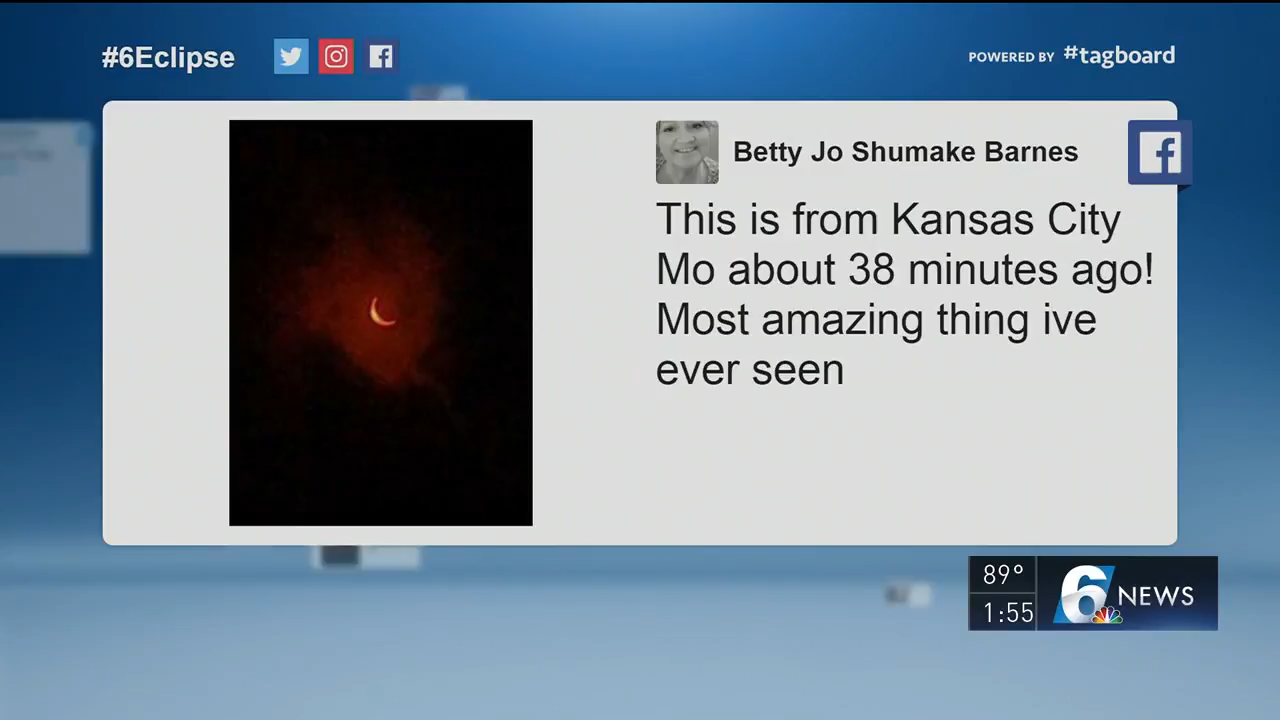 #6Eclipse
POWERED BY #tagboard
Betty Jo Shumake Barnes
This is from Kansas City
Mo about 38 minutes ago!
Most amazing thing ive
ever seen
89°
1:55
6 NEWS